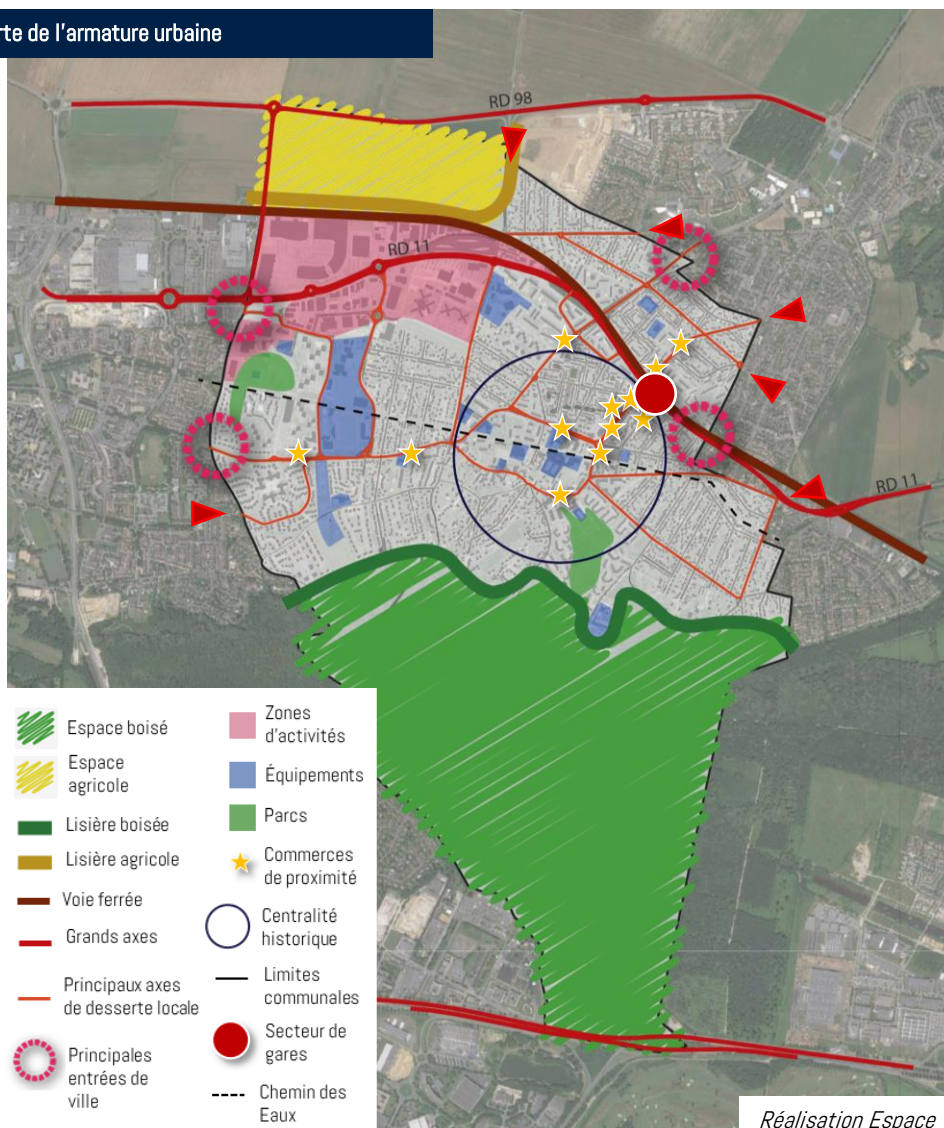 rte de l'armature urbaine
RD 98
RD 11
RD 11
Espace boisé
Espace
agricole
Lisière boisée
Lisière agricole
Voie ferrée
Grands axes
Principaux axes
de desserte locale
Principales
entrées de
ville
Zones
d'activités
Équipements
Parcs
Commerces
de proximité
Centralité
historique
Limites
communales
Secteur de
gares
Chemin des
Eaux
Réalisation Espace